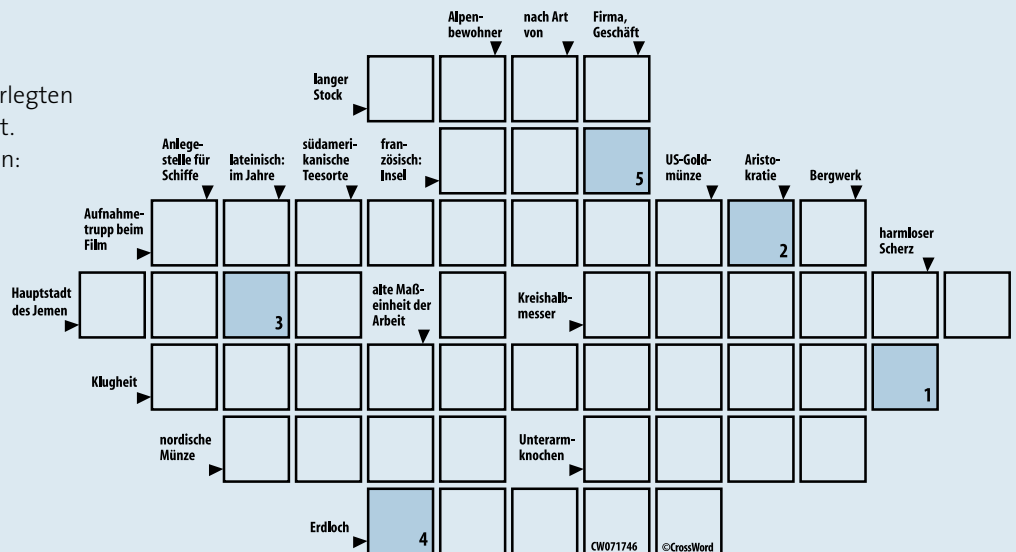 rlegten
t.
n:
Alpen-
bewohner
nach Art
von
Firma,
Geschäft
langer
Stock
Anlege-
stelle für
Schiffe
lateinisch:
im Jahre
südameri-
kanische
Teesorte
fran-
zösisch:
Insel
5
US-Gold-
münze
Aristo-
kratie
Bergwerk
Aufnahme-
trupp beim
Film
2
harmloser
Scherz
Hauptstadt
des Jemen
3
alte Maß-
einheit der
Arbeit
Kreishalb-
messer
Klugheit
1
nordische
Münze
Unterarm-
knochen
Erdloch
4
CW071746
©CrossWord